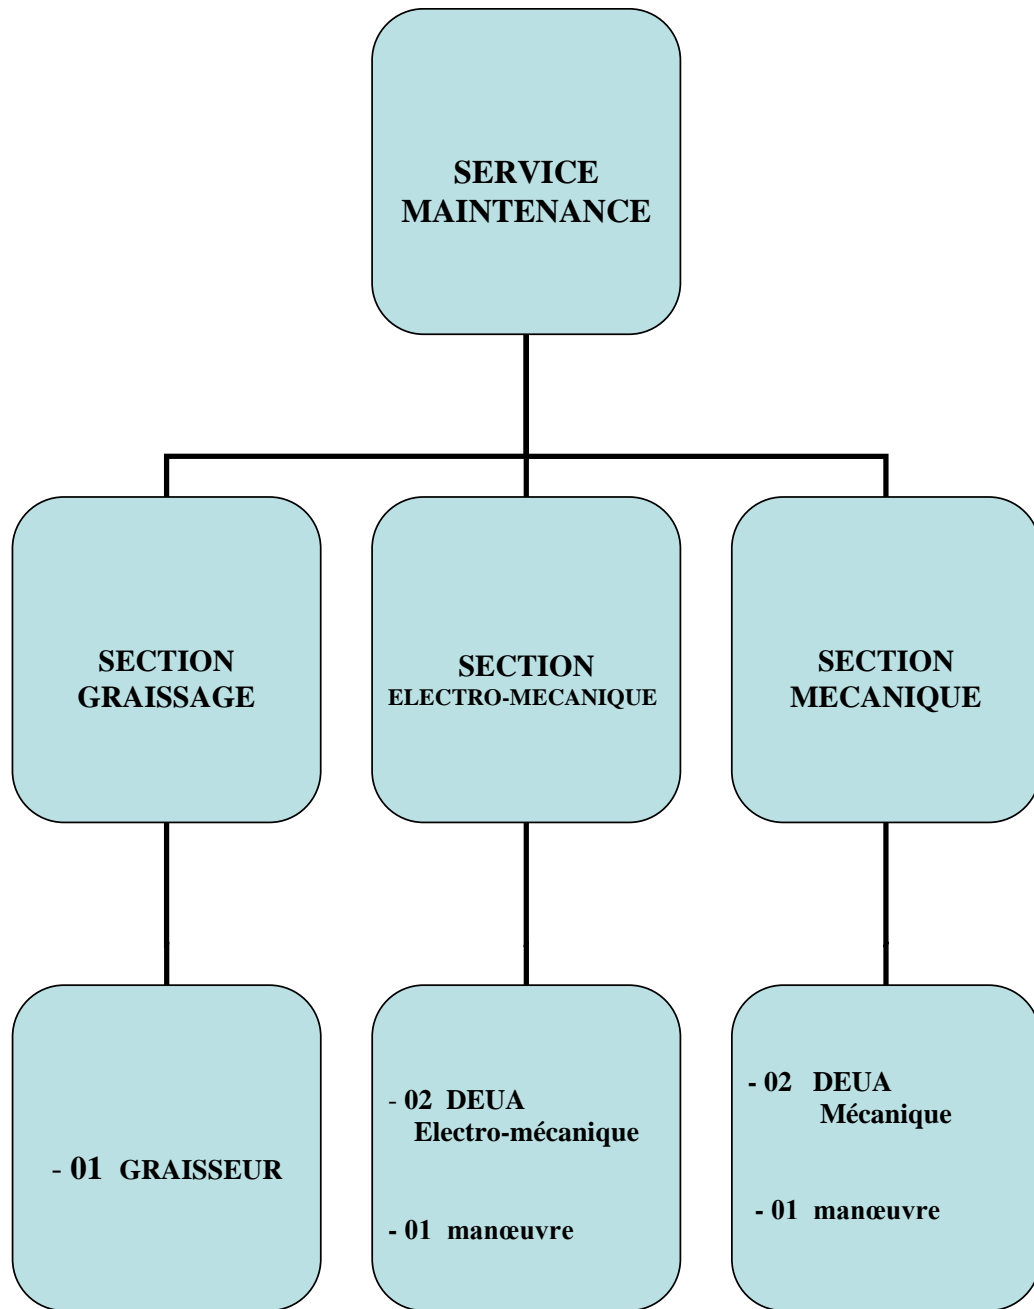 SERVICE
MAINTENANCE
SECTION
GRAISSAGE
SECTION
ELECTRO-MECANIQUE
SECTION
MECANIQUE
- 01 GRAISSEUR
- 02 DEUA
Electro-mécanique
- 01 manœuvre
- 02 DEUA
Mécanique
- 01 manœuvre